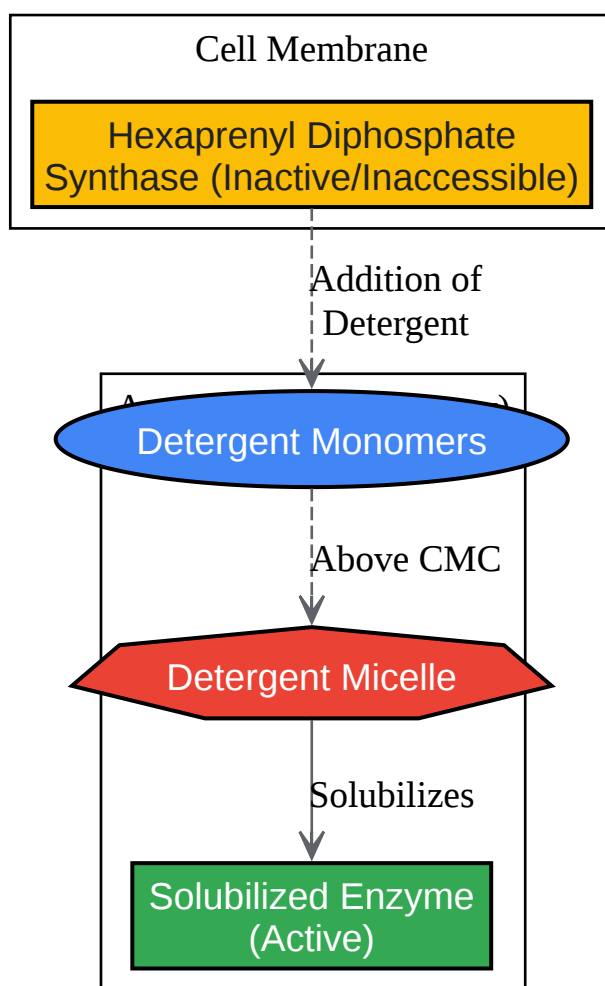 Cell Membrane
Hexaprenyl Diphosphate
Synthase (Inactive/Inaccessible)
Addition of
Detergent
Detergent Monomers
Above CMC
Detergent Micelle
Solubilizes
Solubilized Enzyme
(Active)